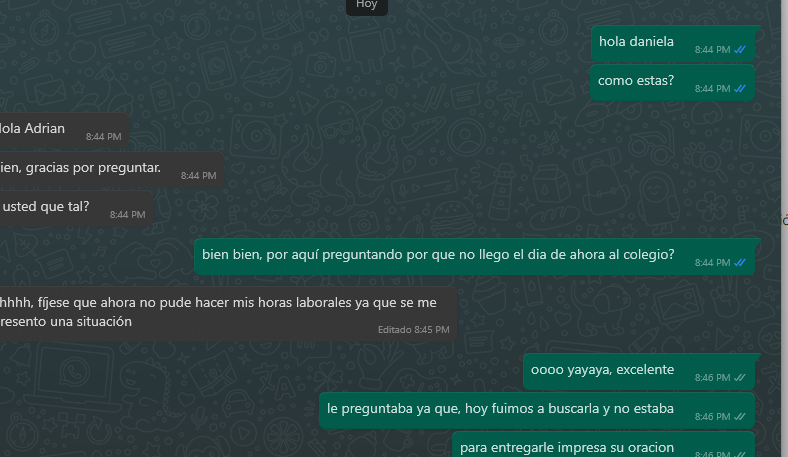 Hoy
hola daniela
8:44 PM
como estas?
8:44 PM
lola Adrian
8:44 PM
ien, gracias por preguntar.
8:44 PM
usted que tal?
8:44 PM
bien bien, por aquí preguntando por que no llego el dia de ahora al colegio?
8:44 PM
hhhh, fíjese que ahora no pude hacer mis horas laborales ya que se me
resento una situación
Editado 8:45 PM
oooo yayaya, excelente
8:46 PM
le preguntaba ya que, hoy fuimos a buscarla y no estaba
8:46 PM
para entregarle impresa su oracion
8:46 PM